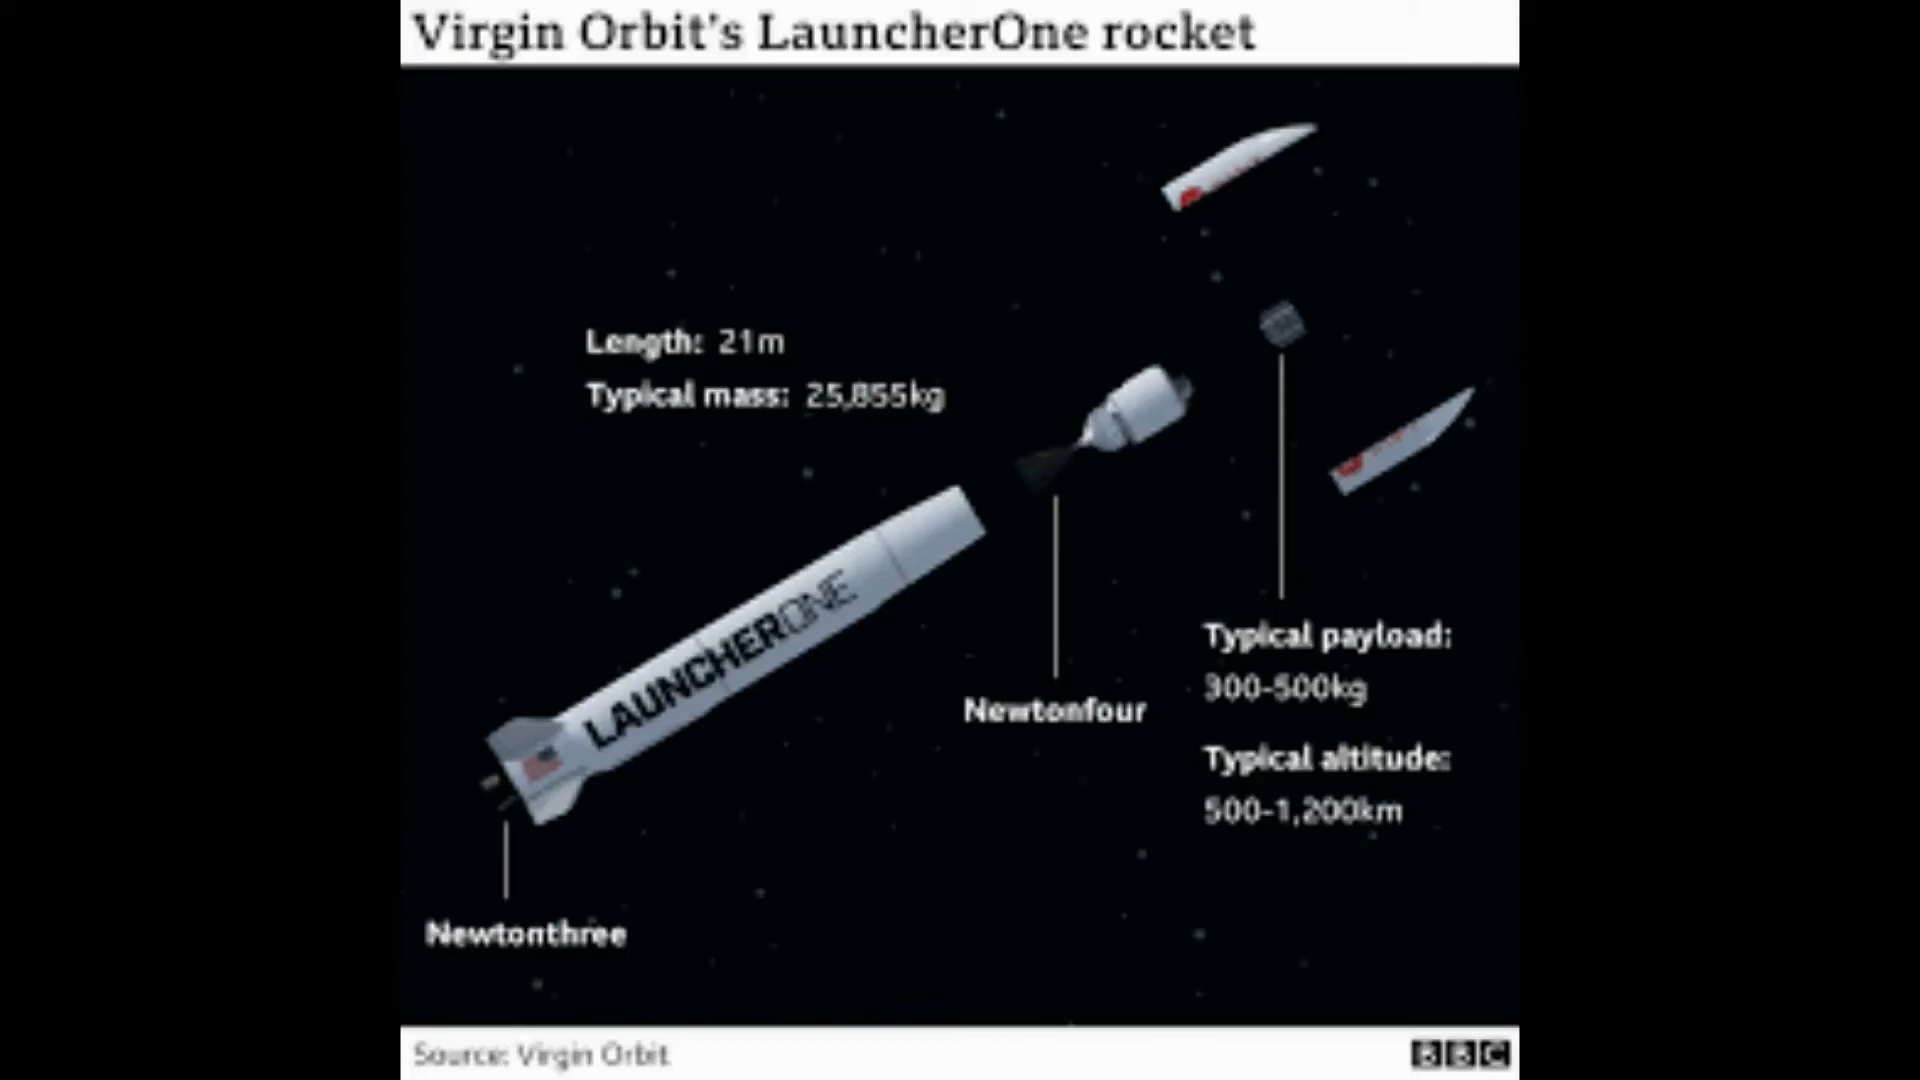 Virgin Orbit's LauncherOne rocket
Length: 21m
Typical mass: 25,855kg
LAUNCHERONE
Newtonfour
Typical payload:
300-500kg
Typical altitude:
500-1,200km
Newtonthree
Source: Virgin Orbit
BBC